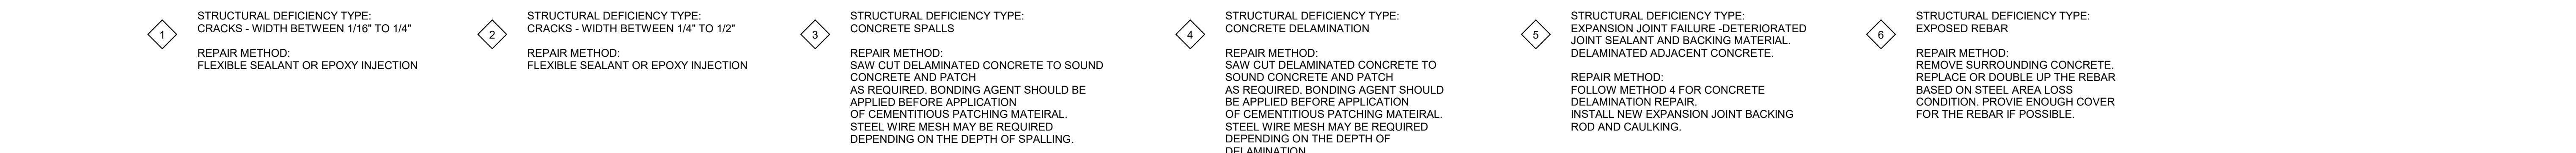 1
STRUCTURAL DEFICIENCY TYPE:
CRACKS - WIDTH BETWEEN 1/16" TO 1/4"
REPAIR METHOD:
FLEXIBLE SEALANT OR EPOXY INJECTION
2
STRUCTURAL DEFICIENCY TYPE:
CRACKS - WIDTH BETWEEN 1/4" TO 1/2"
REPAIR METHOD:
FLEXIBLE SEALANT OR EPOXY INJECTION
3
STRUCTURAL DEFICIENCY TYPE:
CONCRETE SPALLS
REPAIR METHOD:
SAW CUT DELAMINATED CONCRETE TO SOUND
CONCRETE AND PATCH
AS REQUIRED. BONDING AGENT SHOULD BE
APPLIED BEFORE APPLICATION
OF CEMENTITIOUS PATCHING MATEIRAL.
STEEL WIRE MESH MAY BE REQUIRED
DEPENDING ON THE DEPTH OF SPALLING.
4
STRUCTURAL DEFICIENCY TYPE:
CONCRETE DELAMINATION
REPAIR METHOD:
SAW CUT DELAMINATED CONCRETE TO
SOUND CONCRETE AND PATCH
AS REQUIRED. BONDING AGENT SHOULD
BE APPLIED BEFORE APPLICATION
OF CEMENTITIOUS PATCHING MATEIRAL.
STEEL WIRE MESH MAY BE REQUIRED
DEPENDING ON THE DEPTH OF
DELAMINATION
5
STRUCTURAL DEFICIENCY TYPE:
EXPANSION JOINT FAILURE -DETERIORATED
JOINT SEALANT AND BACKING MATERIAL.
DELAMINATED ADJACENT CONCRETE.
REPAIR METHOD:
FOLLOW METHOD 4 FOR CONCRETE
DELAMINATION REPAIR.
INSTALL NEW EXPANSION JOINT BACKING
ROD AND CAULKING.
6
STRUCTURAL DEFICIENCY TYPE:
EXPOSED REBAR
REPAIR METHOD:
REMOVE SURROUNDING CONCRETE.
REPLACE OR DOUBLE UP THE REBAR
BASED ON STEEL AREA LOSS
CONDITION. PROVIE ENOUGH COVER
FOR THE REBAR IF POSSIBLE.